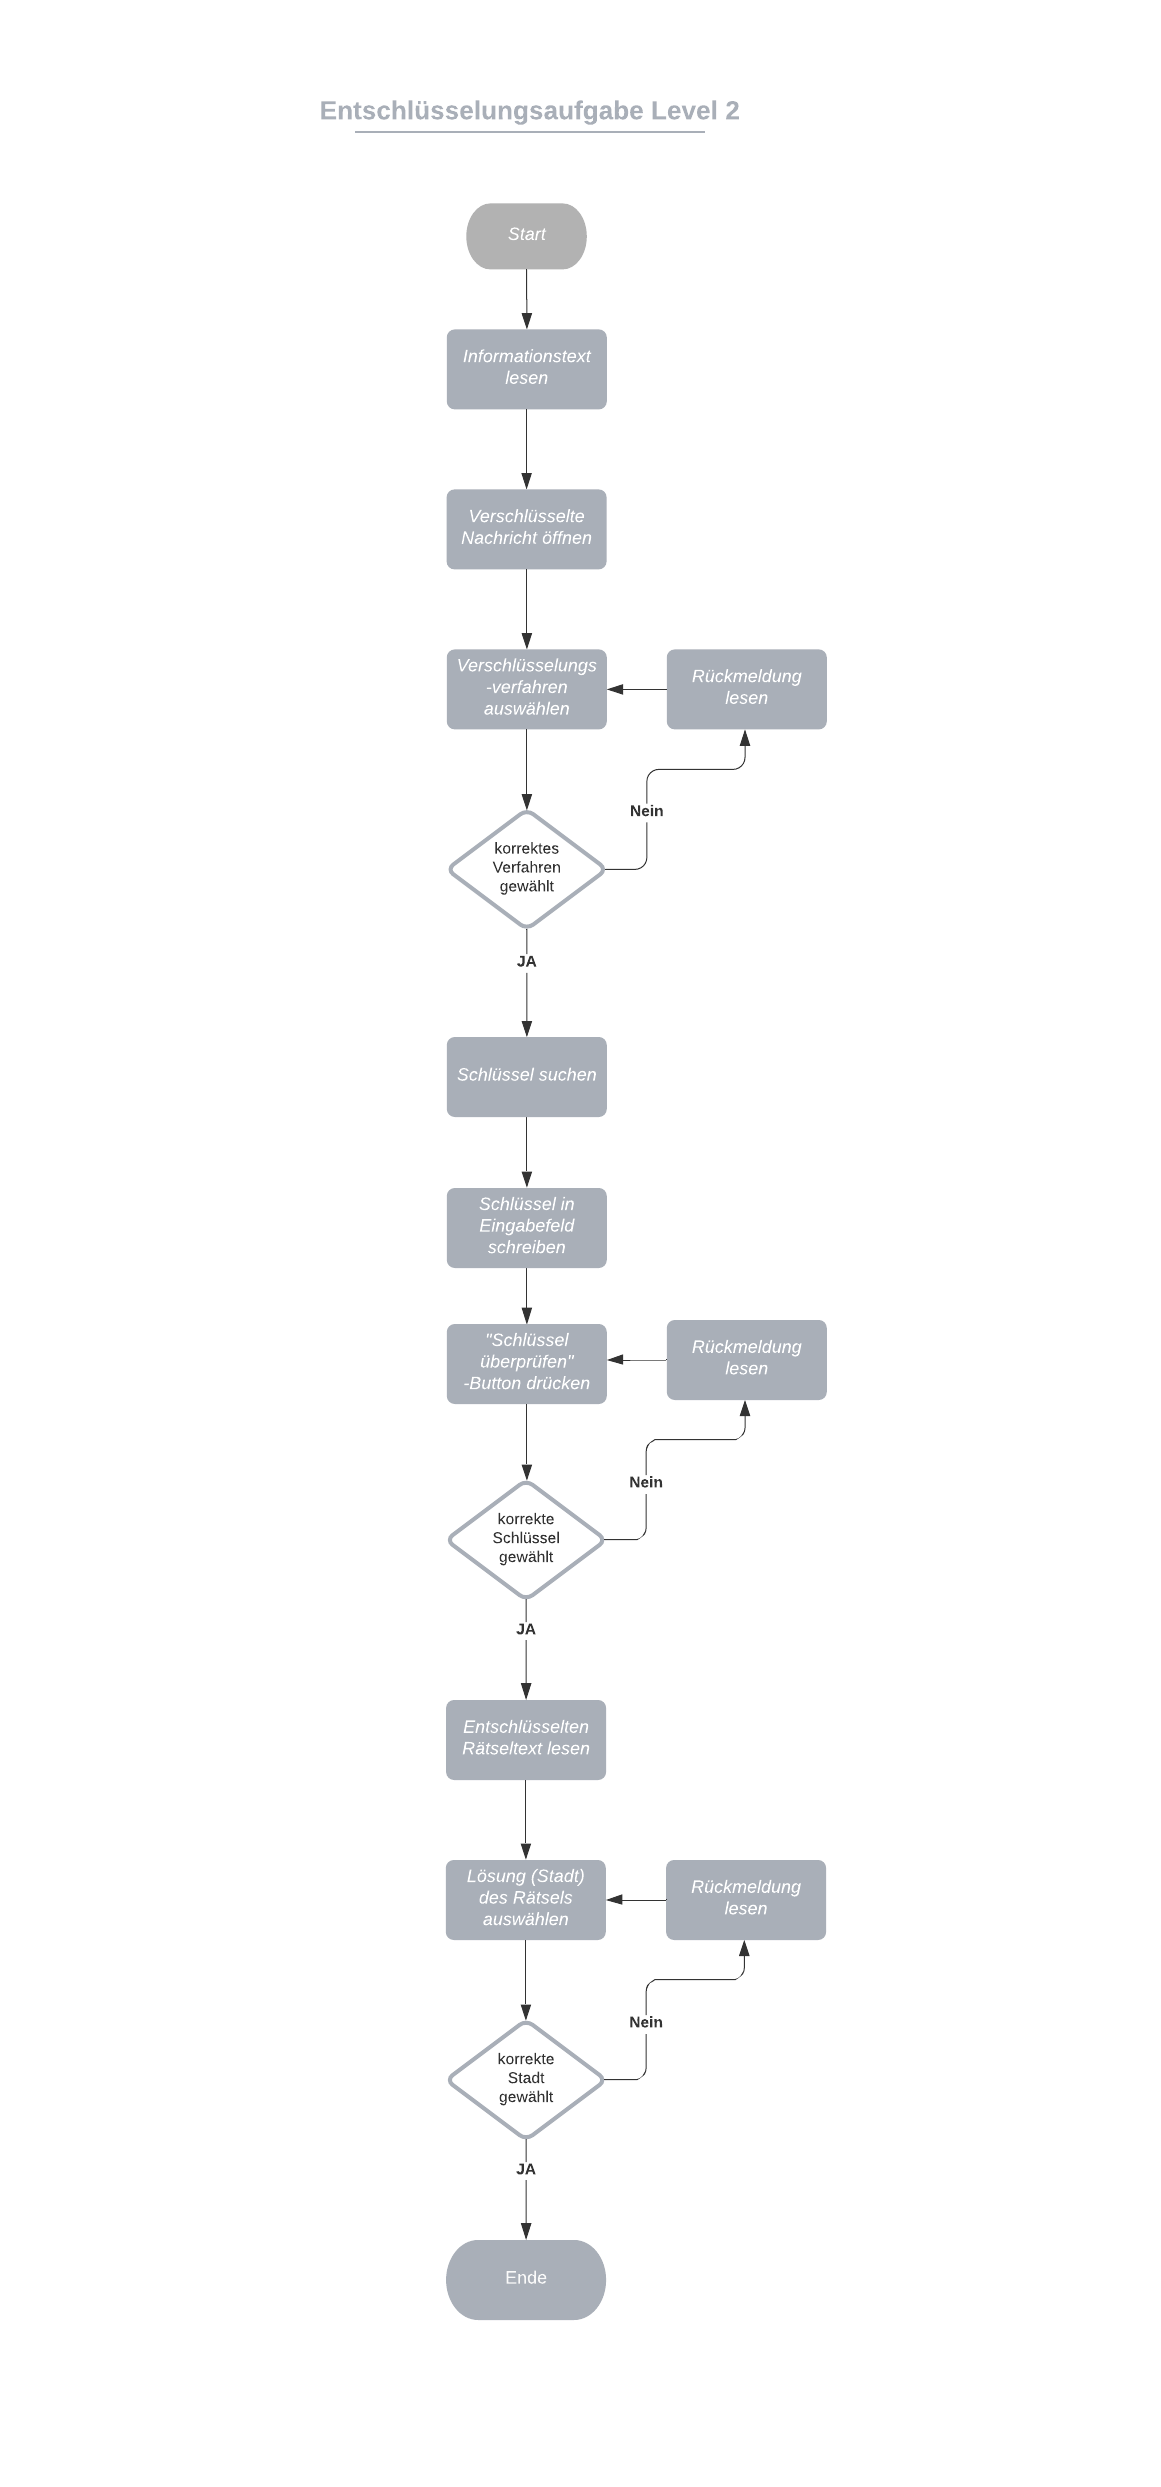 Entschlüsselungsaufgabe Level 2
Start
Informationstext
lesen
Verschlüsselte
Nachricht öffnen
Verschlüsselungs
-verfahren
auswählen
Rückmeldung
lesen
Nein
korrektes
Verfahren
gewählt
JA
Schlüssel suchen
Schlüssel in
Eingabefeld
schreiben
"Schlüssel
überprüfen"
-Button drücken
Rückmeldung
lesen
Nein
korrekte
Schlüssel
gewählt
JA
Entschlüsselten
Rätseltext lesen
Lösung (Stadt)
des Rätsels
auswählen
Rückmeldung
lesen
Nein
korrekte
Stadt
gewählt
JA
Ende